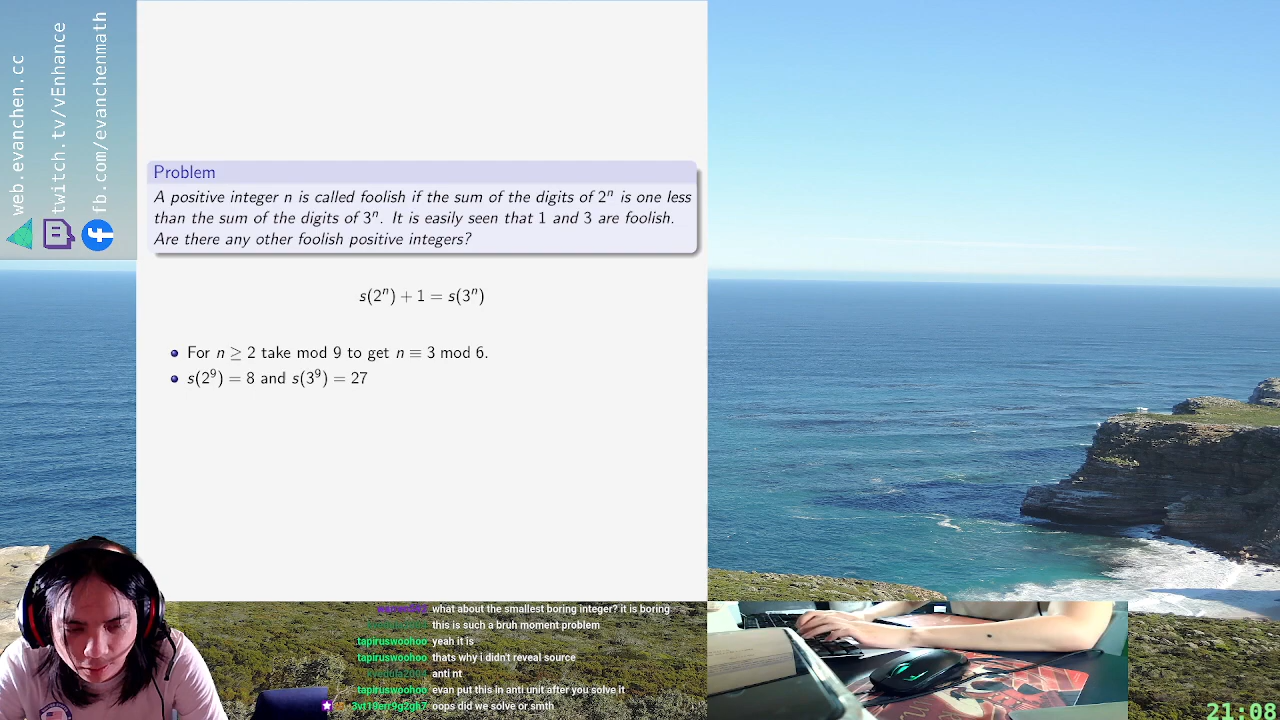 web.evanchen.cc
twitch.tv/vEnhance
fb.com/evanchenmath
Problem
A positive integer n is called foolish if the sum of the digits of 2ⁿ is one less
than the sum of the digits of 3ⁿ. It is easily seen that 1 and 3 are foolish.
Are there any other foolish positive integers?
s(2ⁿ) + 1 = s(3ⁿ)
• For n ≥ 2 take mod 9 to get n ≡ 3 mod 6.
• s(2⁹) = 8 and s(3⁹) = 27
what about the smallest boring integer? it is boring
this is such a bruh moment problem
tapiruswoohoo yeah it is
tapiruswoohoo thats why i didn't reveal source
anti nt
tapiruswoohoo evan put this in anti unit after you solve it
oops did we solve or smth
21:08